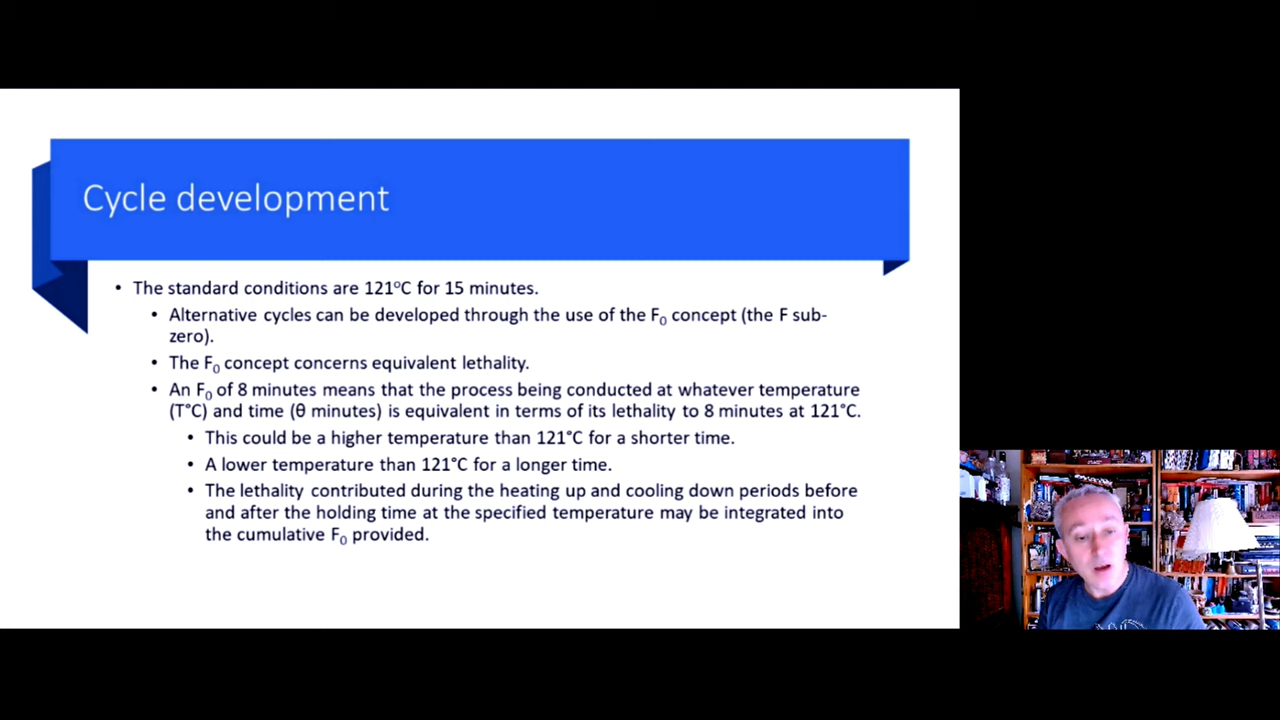 Cycle development
• The standard conditions are 121°C for 15 minutes.
• Alternative cycles can be developed through the use of the F₀ concept (the F sub-
zero).
• The F₀ concept concerns equivalent lethality.
• An F₀ of 8 minutes means that the process being conducted at whatever temperature
(T°C) and time (θ minutes) is equivalent in terms of its lethality to 8 minutes at 121°C.
• This could be a higher temperature than 121°C for a shorter time.
• A lower temperature than 121°C for a longer time.
• The lethality contributed during the heating up and cooling down periods before
and after the holding time at the specified temperature may be integrated into
the cumulative F₀ provided.